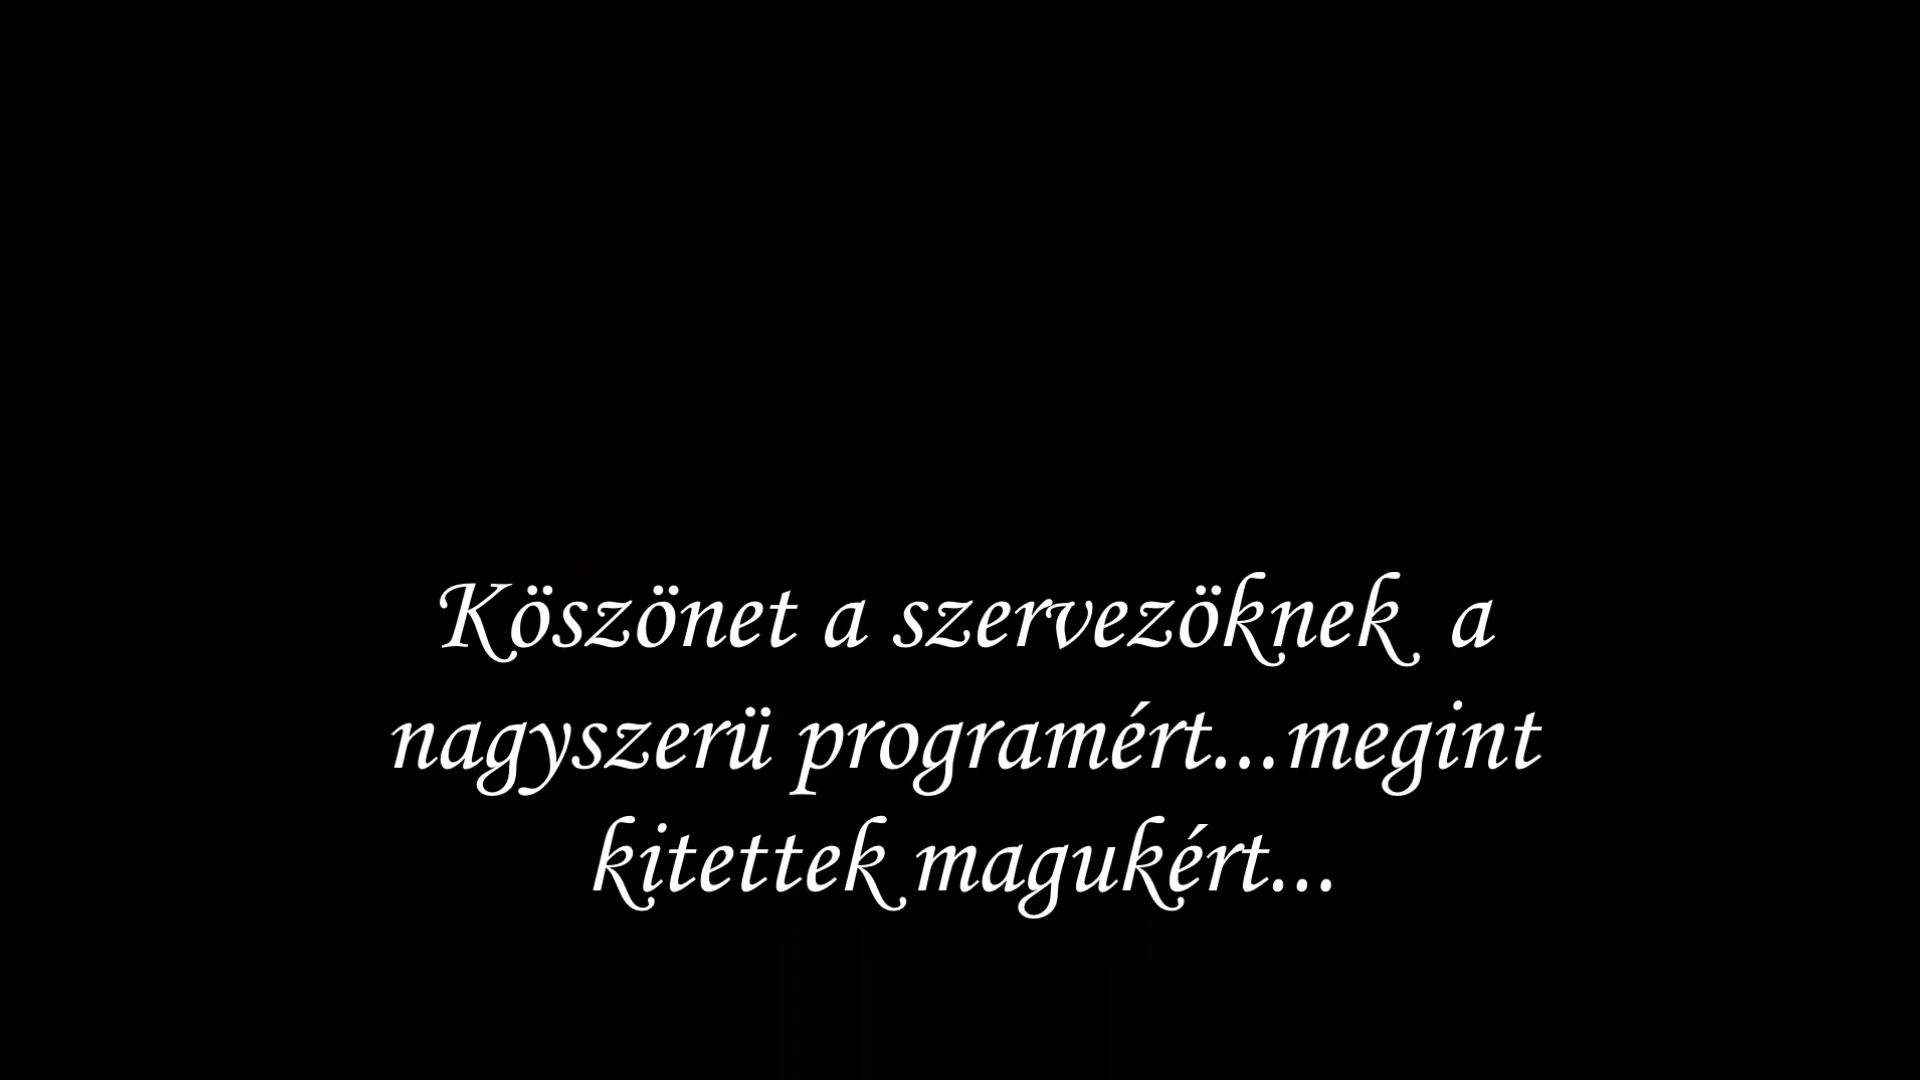 Köszönet a szervezöknek a
nagyszerü programért...megint
kitettek magukért...